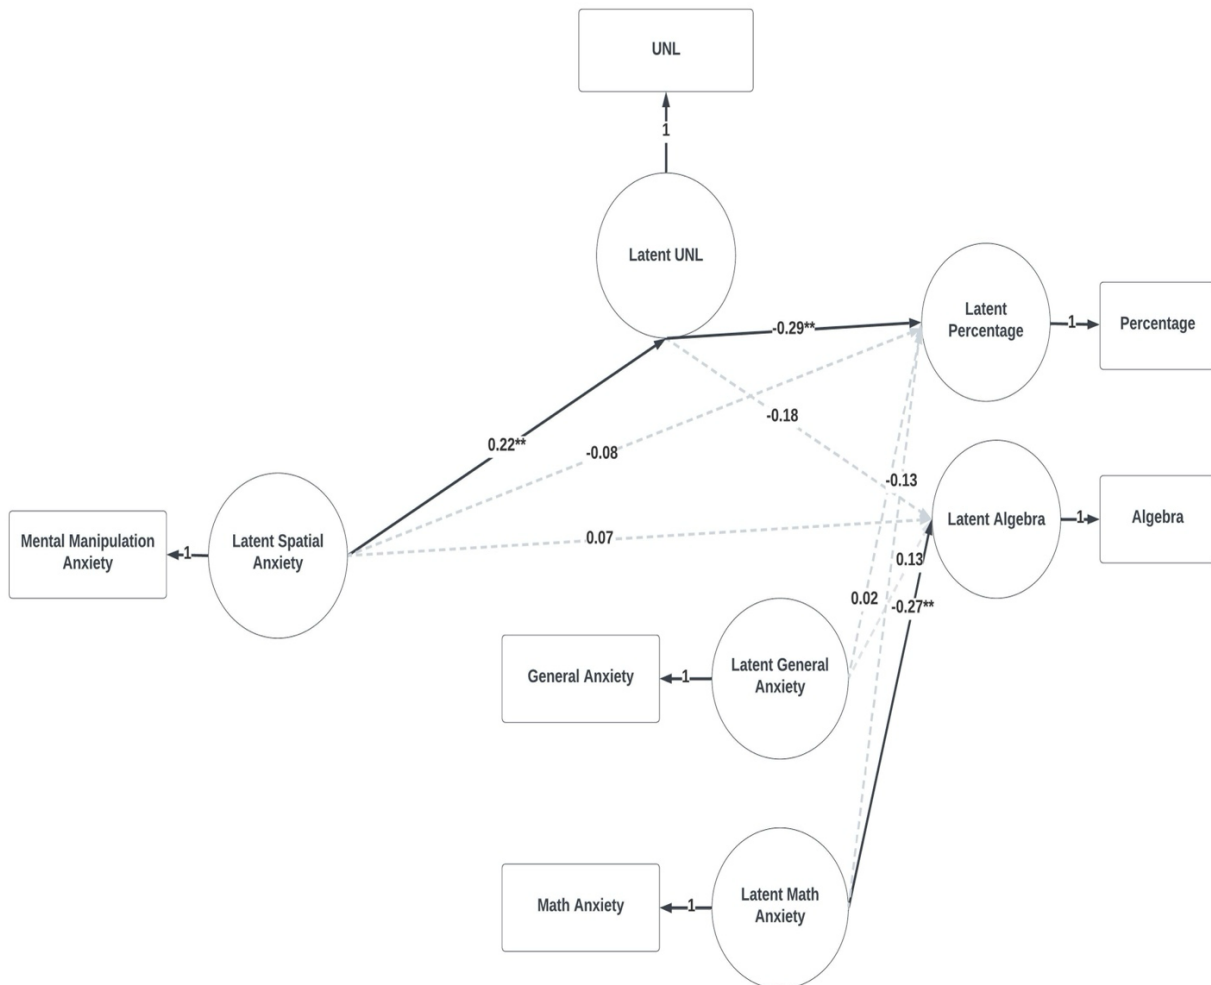 UNL
1
Latent UNL
Latent
Percentage
1
Percentage
-0.29**
-0.18
0.22**
-0.08
-0.13
Latent Algebra
1
Algebra
Mental Manipulation
Anxiety
1
Latent Spatial
Anxiety
0.07
0.13
0.02
-0.27**
General Anxiety
1
Latent General
Anxiety
Math Anxiety
1
Latent Math
Anxiety